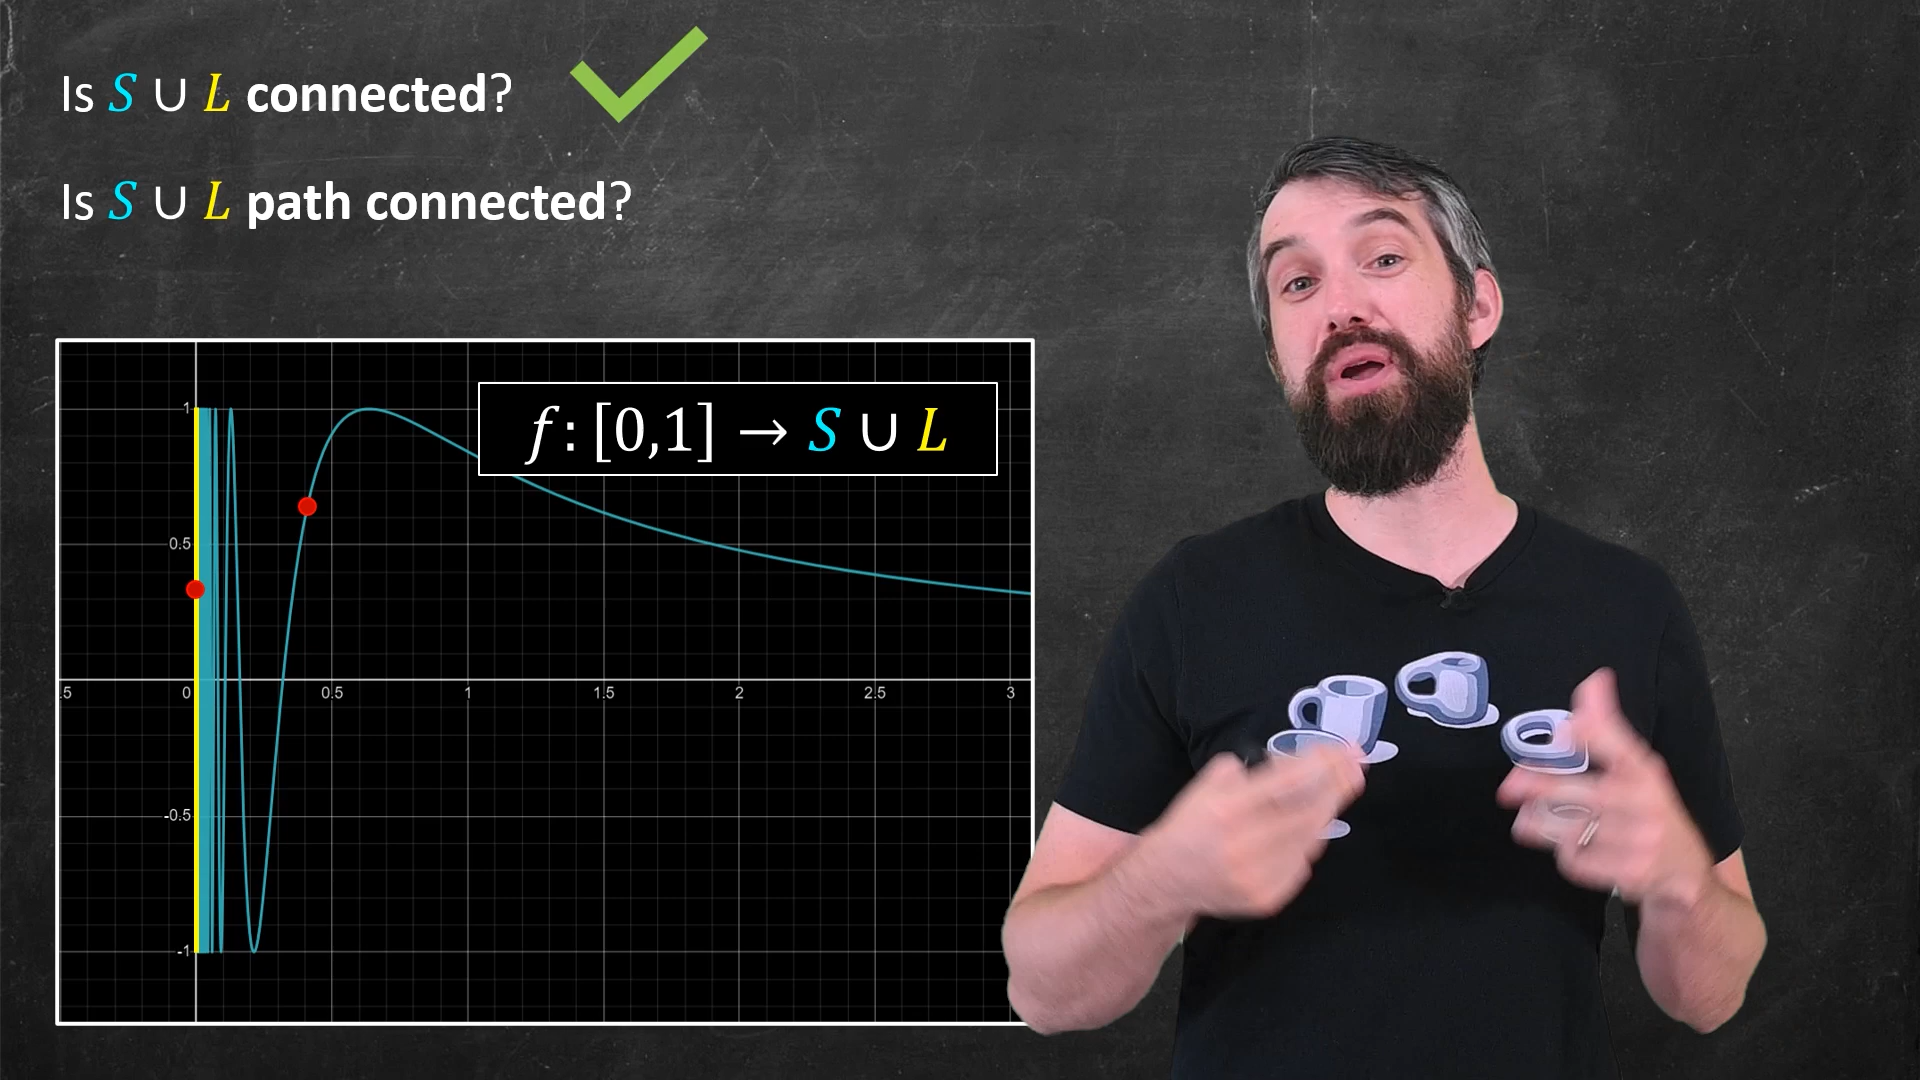 Is S ∪ L connected?
Is S ∪ L path connected?
f: [0,1] → S ∪ L
1
0.5
.5 0 0.5 1 1.5 2 2.5 3
-0.5
-1